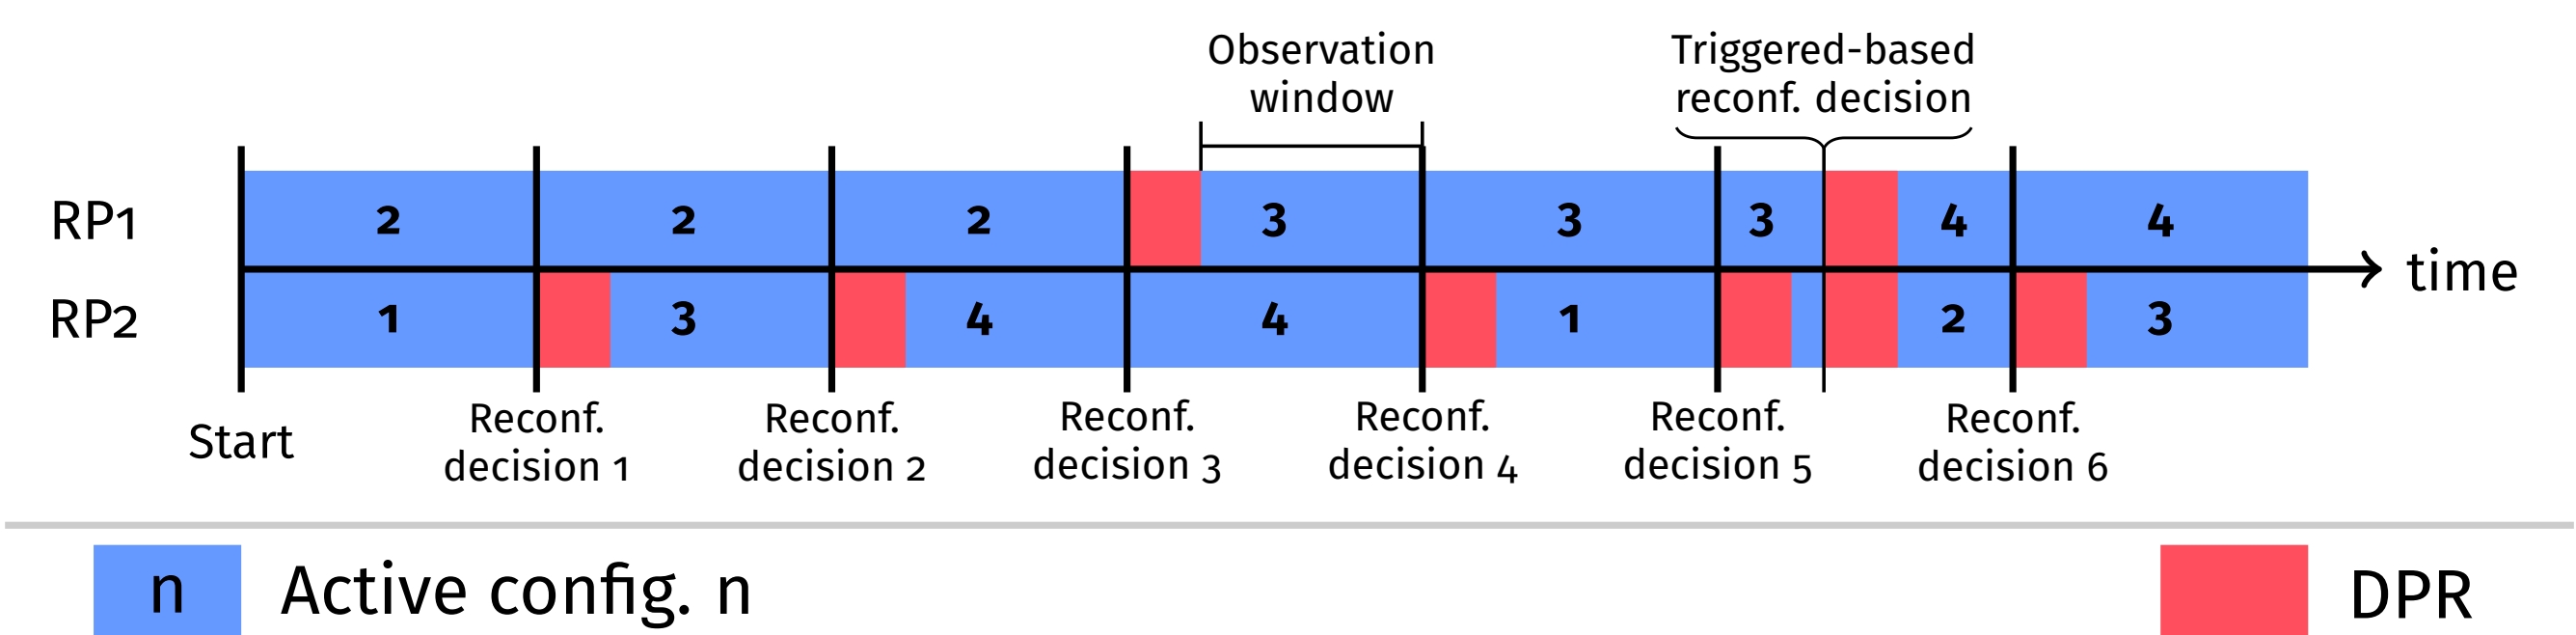 Observation
window
Triggered-based
reconf. decision
RP1
2
2
2
3
3
3
4
4
time
RP2
1
3
4
4
1
2
3
Start
Reconf.
decision 1
Reconf.
decision 2
Reconf.
decision 3
Reconf.
decision 4
Reconf.
decision 5
Reconf.
decision 6
n
Active config. n
DPR